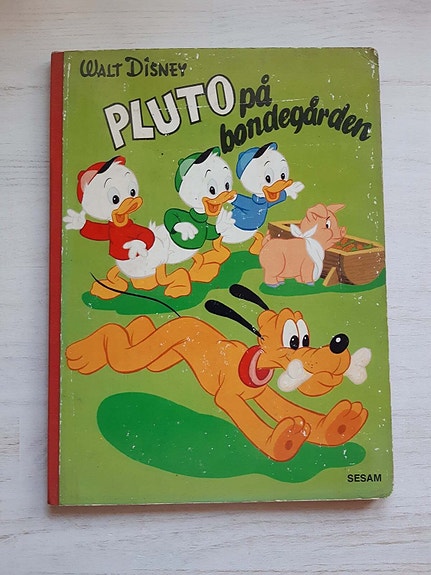 WALT DISNEY
PLUTO på
bondegården
SESAM